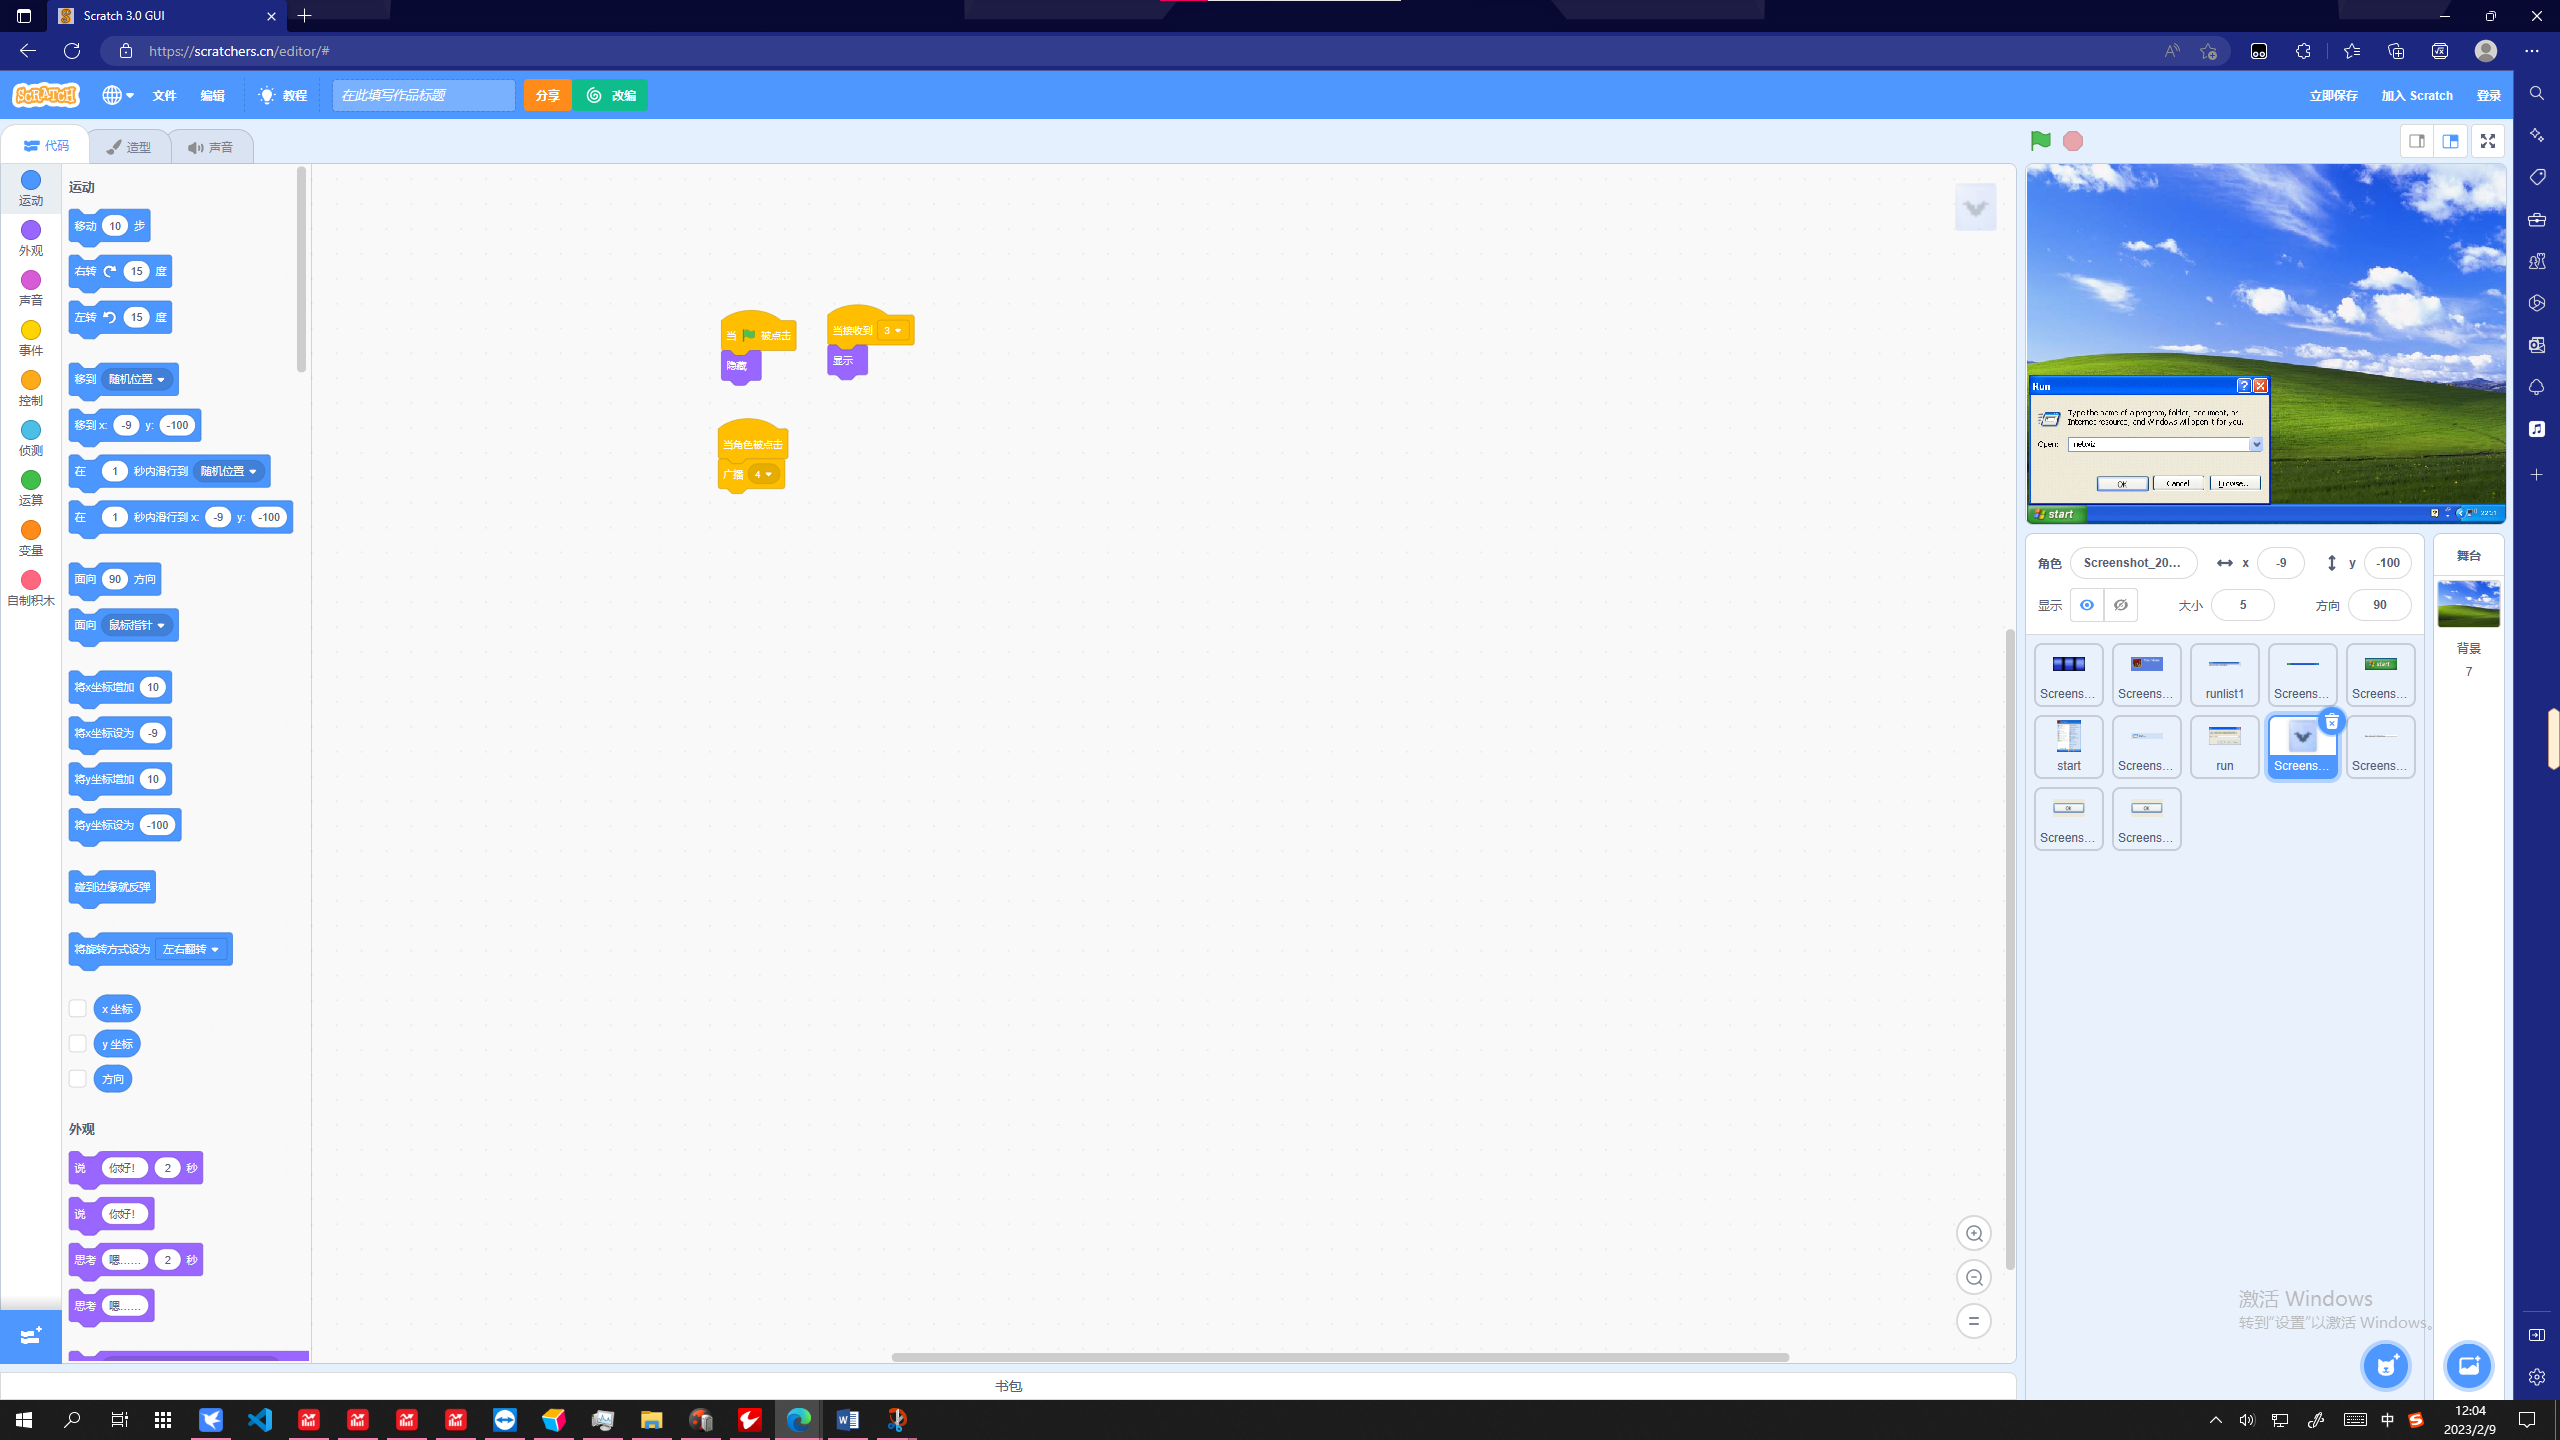 Scratch 3.0 GUI
https://scratchers.cn/editor/#
SCRATCH
文件
编辑
教程
在此填写作品标题
分享
改编
立即保存
加入 Scratch
登录
代码
造型
声音
运动
外观
声音
事件
控制
侦测
运算
变量
自制积木
运动
移动 10 步
右转 15 度
左转 15 度
移到 随机位置
移到 x: -9 y: -100
在 1 秒内滑行到 随机位置
在 1 秒内滑行到 x: -9 y: -100
面向 90 方向
面向 鼠标指针
将x坐标增加 10
将x坐标设为 -9
将y坐标增加 10
将y坐标设为 -100
碰到边缘就反弹
将旋转方式设为 左右翻转
x 坐标
y 坐标
方向
外观
说 你好! 2 秒
说 你好!
思考 嗯…… 2 秒
思考 嗯……
当 被点击
隐藏
当接收到 3
显示
当角色被点击
广播 4
书包
Run
Type the name of a program, folder, document, or
Internet resource, and Windows will open it for you.
Open:
OK
Cancel
Browse...
start
角色 Screenshot_20... x -9 y -100
显示 大小 5 方向 90
Screens...
Screens...
runlist1
Screens...
start
Screens...
start
Screens...
run
Screens...
Screens...
OK
Screens...
OK
Screens...
舞台
背景
7
激活 Windows
转到"设置"以激活 Windows。
中
12:04
2023/2/9